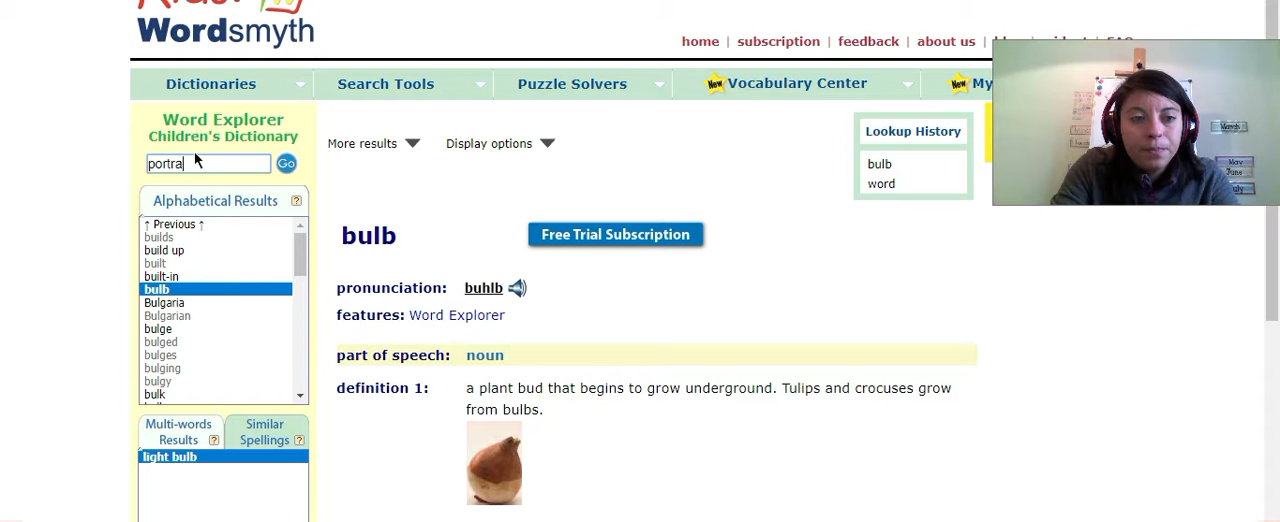 Wordsmyth
home | subscription | feedback | about us |
Dictionaries Search Tools Puzzle Solvers New Vocabulary Center New My
Word Explorer
Children's Dictionary
portra Go
More results Display options
Lookup History
bulb
word
Alphabetical Results ?
↑ Previous ↑
builds
build up
built
built-in
bulb
Bulgaria
Bulgarian
bulge
bulged
bulges
bulging
bulgy
bulk
bulb Free Trial Subscription
pronunciation: buhlb
features: Word Explorer
part of speech: noun
definition 1: a plant bud that begins to grow underground. Tulips and crocuses grow
from bulbs.
Multi-words Results ? Similar Spellings ?
light bulb
March
May
June
July